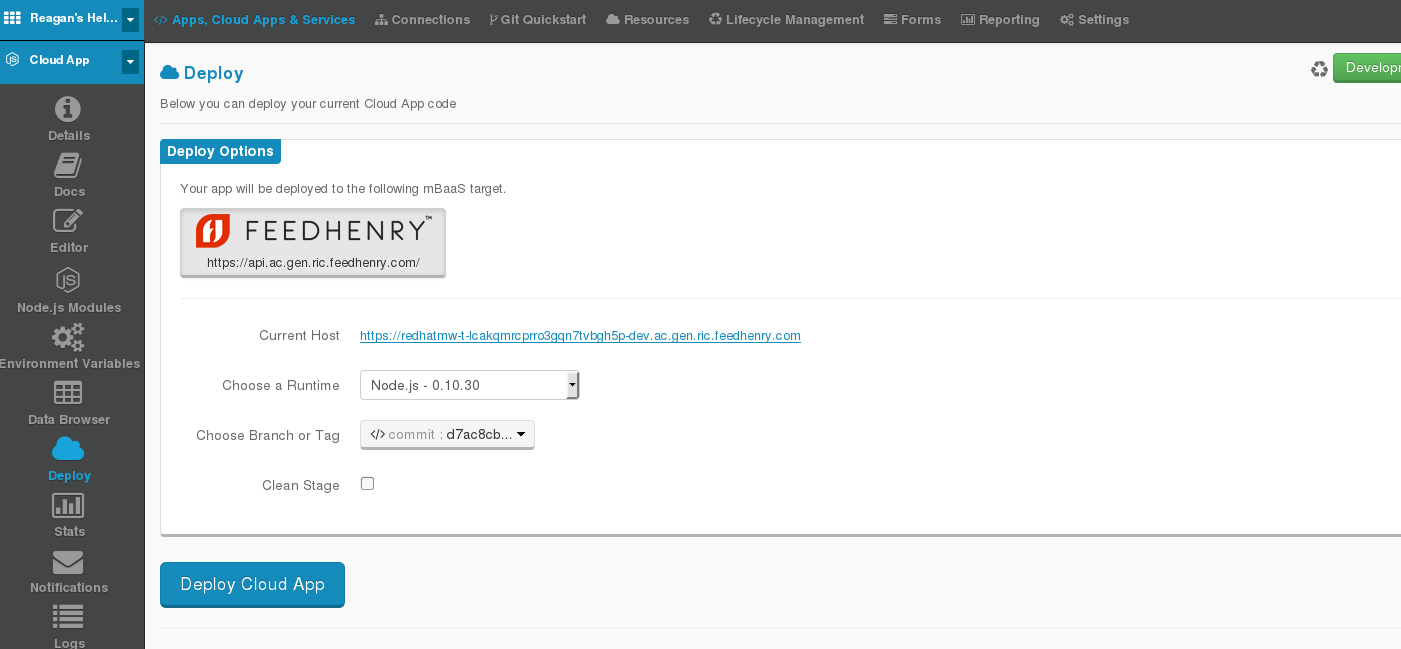 Reagan's Hel...
Apps, Cloud Apps & Services
Connections
Git Quickstart
Resources
Lifecycle Management
Forms
Reporting
Settings
Cloud App
Details
Docs
Editor
Node.js Modules
Environment Variables
Data Browser
Deploy
Stats
Notifications
Logs
Deploy
Developm
Below you can deploy your current Cloud App code
Deploy Options
Your app will be deployed to the following mBaaS target.
FEEDHENRY™
https://api.ac.gen.ric.feedhenry.com/
Current Host https://redhatmw-t-lcakqmrcprro3gqn7tvbgh5p-dev.ac.gen.ric.feedhenry.com
Choose a Runtime Node.js - 0.10.30
Choose Branch or Tag </> commit : d7ac8cb...
Clean Stage
Deploy Cloud App